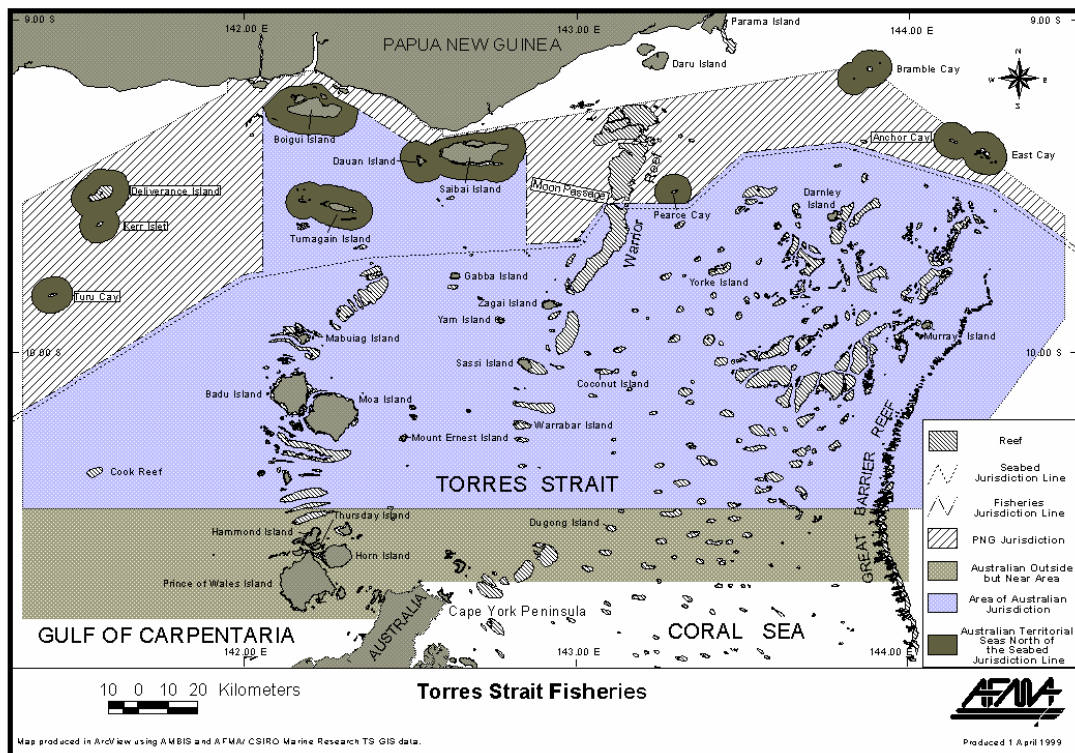 9.00 S
142.00 E
143.00 E
144.00 E
9.00 S
Parama Island
PAPUA NEW GUINEA
Daru Island
Bramble Cay
N
W
E
S
Boigui Island
Anchor Cay
East Cay
Dauan Island
Saibai Island
Moon Passage
Warrior Reef
Deliverance Island
Kerr Islet
Tumagain Island
Pearce Cay
Darnley
Island
Turu Cay
Gabba Island
Yorke Island
Zagai Island
Yam Island
Mabuiag Island
Murray Island
10.00 S
10.00 S
Sassi Island
Coconut Island
Badu Island
Moa Island
Warrabar Island
Mount Ernest Island
Cook Reef
TORRES STRAIT
GREAT BARRIER REEF
Thursday Island
Hammond Island
Dugong Island
Horn Island
Prince of Wales Island
Cape York Peninsula
AUSTRALIA
GULF OF CARPENTARIA
CORAL SEA
142.00 E
143.00 E
144.0
Reef
Seabed
Jurisdiction Line
Fisheries
Jurisdiction Line
PNG Jurisdiction
Australian Outside
but Near Area
Area of Australian
Jurisdiction
Australian Territorial
Seas North of
the Seabed
Jurisdiction Line
10 0 10 20 Kilometers
Torres Strait Fisheries
AFMA
Map produced in ArcView using AMBIS and AFMA/ CSIRO Marine Research TS GIS data.
Produced 1 April 1999